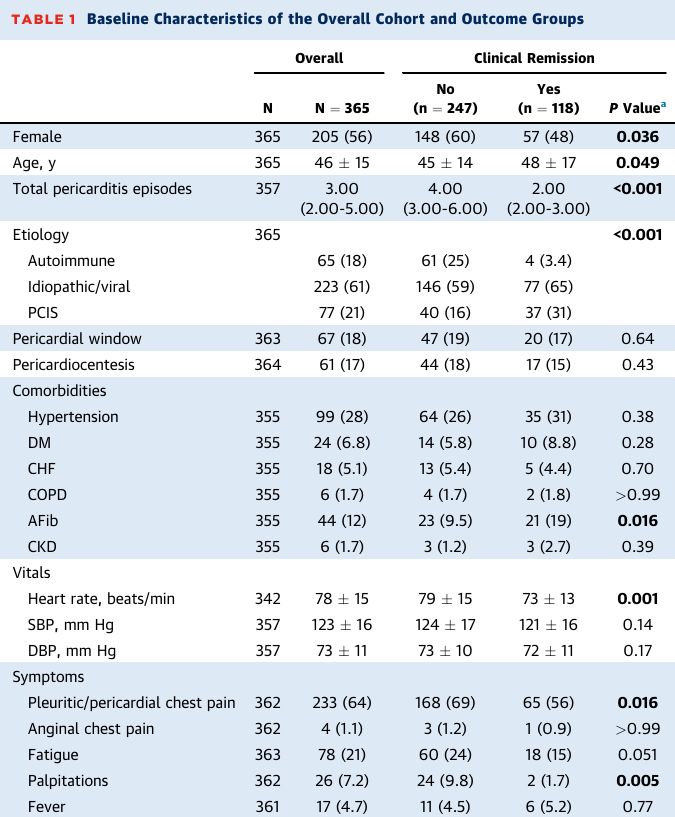 TABLE 1 Baseline Characteristics of the Overall Cohort and Outcome Groups
Overall Clinical Remission
No Yes
N N = 365 (n = 247) (n = 118) P Valueᵃ
Female 365 205 (56) 148 (60) 57 (48) 0.036
Age, y 365 46 ± 15 45 ± 14 48 ± 17 0.049
Total pericarditis episodes 357 3.00 4.00 2.00 <0.001
(2.00-5.00) (3.00-6.00) (2.00-3.00)
Etiology 365 <0.001
Autoimmune 65 (18) 61 (25) 4 (3.4)
Idiopathic/viral 223 (61) 146 (59) 77 (65)
PCIS 77 (21) 40 (16) 37 (31)
Pericardial window 363 67 (18) 47 (19) 20 (17) 0.64
Pericardiocentesis 364 61 (17) 44 (18) 17 (15) 0.43
Comorbidities
Hypertension 355 99 (28) 64 (26) 35 (31) 0.38
DM 355 24 (6.8) 14 (5.8) 10 (8.8) 0.28
CHF 355 18 (5.1) 13 (5.4) 5 (4.4) 0.70
COPD 355 6 (1.7) 4 (1.7) 2 (1.8) >0.99
AFib 355 44 (12) 23 (9.5) 21 (19) 0.016
CKD 355 6 (1.7) 3 (1.2) 3 (2.7) 0.39
Vitals
Heart rate, beats/min 342 78 ± 15 79 ± 15 73 ± 13 0.001
SBP, mm Hg 357 123 ± 16 124 ± 17 121 ± 16 0.14
DBP, mm Hg 357 73 ± 11 73 ± 10 72 ± 11 0.17
Symptoms
Pleuritic/pericardial chest pain 362 233 (64) 168 (69) 65 (56) 0.016
Anginal chest pain 362 4 (1.1) 3 (1.2) 1 (0.9) >0.99
Fatigue 363 78 (21) 60 (24) 18 (15) 0.051
Palpitations 362 26 (7.2) 24 (9.8) 2 (1.7) 0.005
Fever 361 17 (4.7) 11 (4.5) 6 (5.2) 0.77